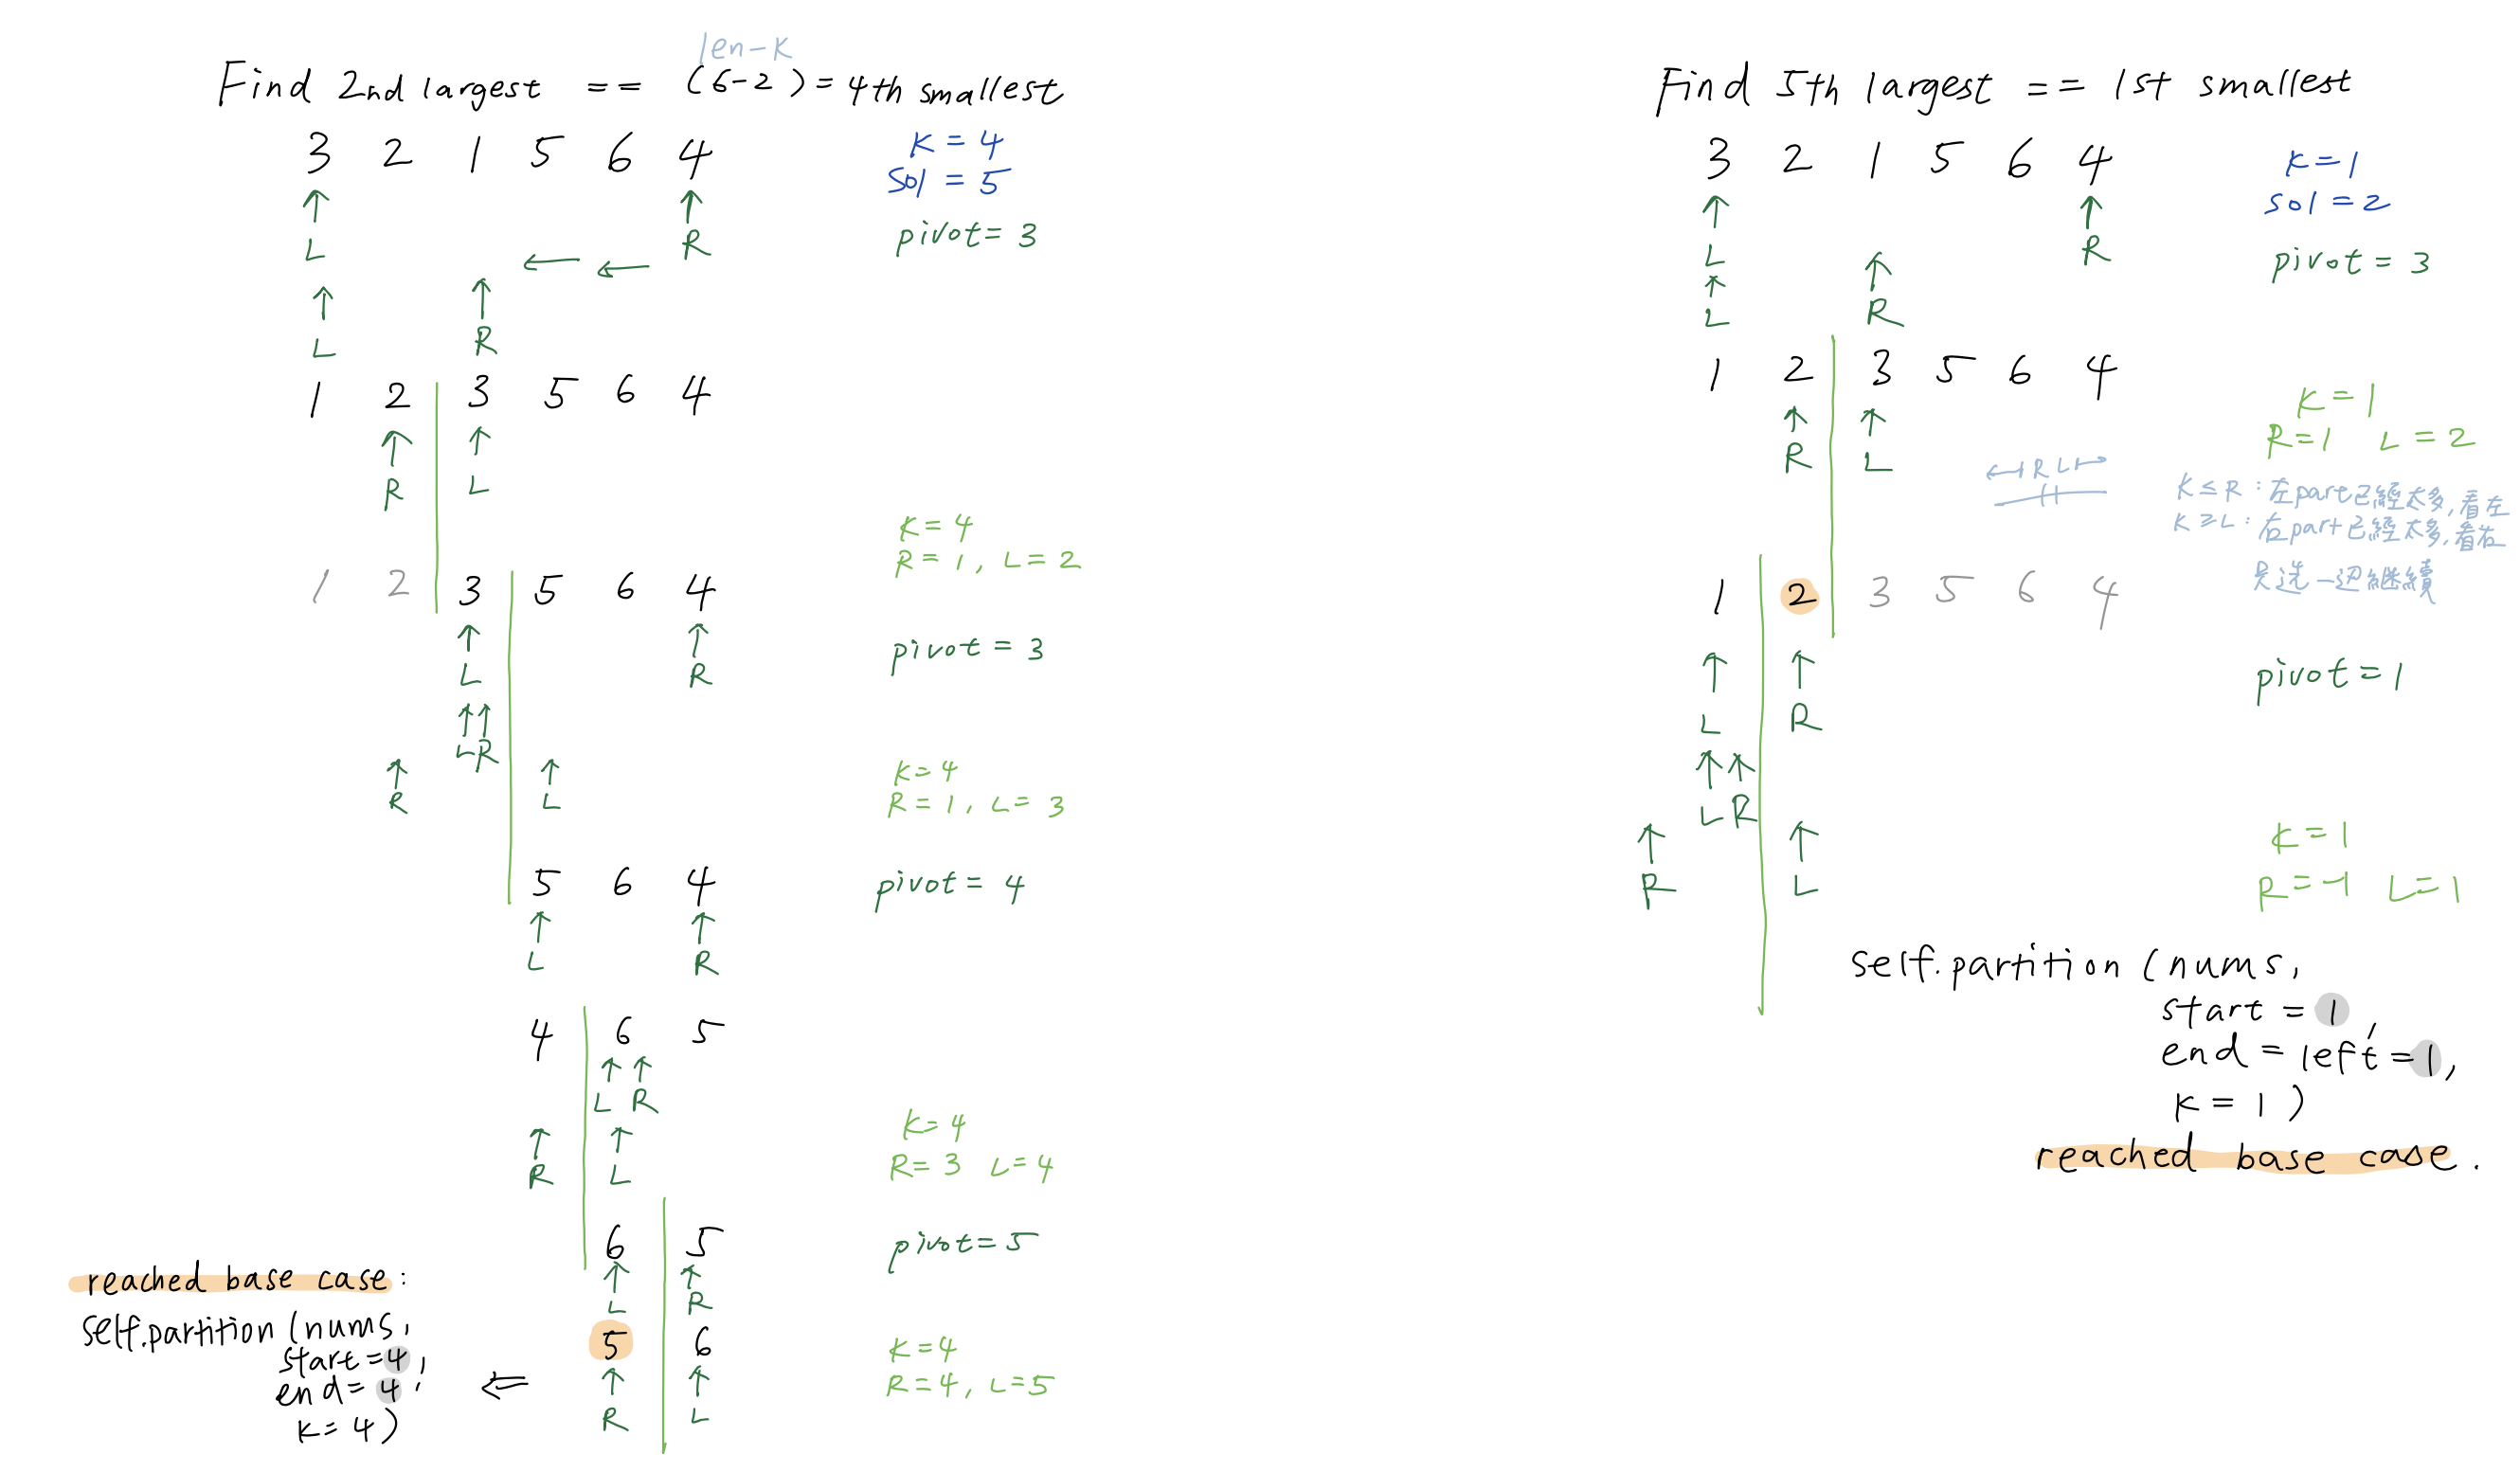 len-K
Find 2nd largest == (6-2)=4th smallest
3 2 1 5 6 4
K = 4
sol = 5
pivot= 3
L R
L R
1 2 3 5 6 4
R L
K= 4
R= 1, L= 2
1 2 3 5 6 4
pivot = 3
L R
LR
R L
K= 4
R= 1, L= 3
5 6 4
pivot= 4
L R
4 6 5
L R
R L
K= 4
R= 3 L=4
6 5
pivot=5
L R
5 6
K=4
R=4, L=5
R L
reached base case:
self.partition(nums,
start=4,
end=4,
K=4)
Find 5th largest == 1st smallest
3 2 1 5 6 4
K=1
sol=2
pivot=3
L R
L R
1 2 3 5 6 4
K=1
R=1 L=2
R L
R L
K≤R:左part已經太多,看左
K≥L:右part已經太多,看右
只选一边繼續
1 2 3 5 6 4
pivot=1
L R
LR
R L
K=1
R=-1 L=1
self.partition(nums,
start=1,
end=left=1,
K=1)
reached base case.